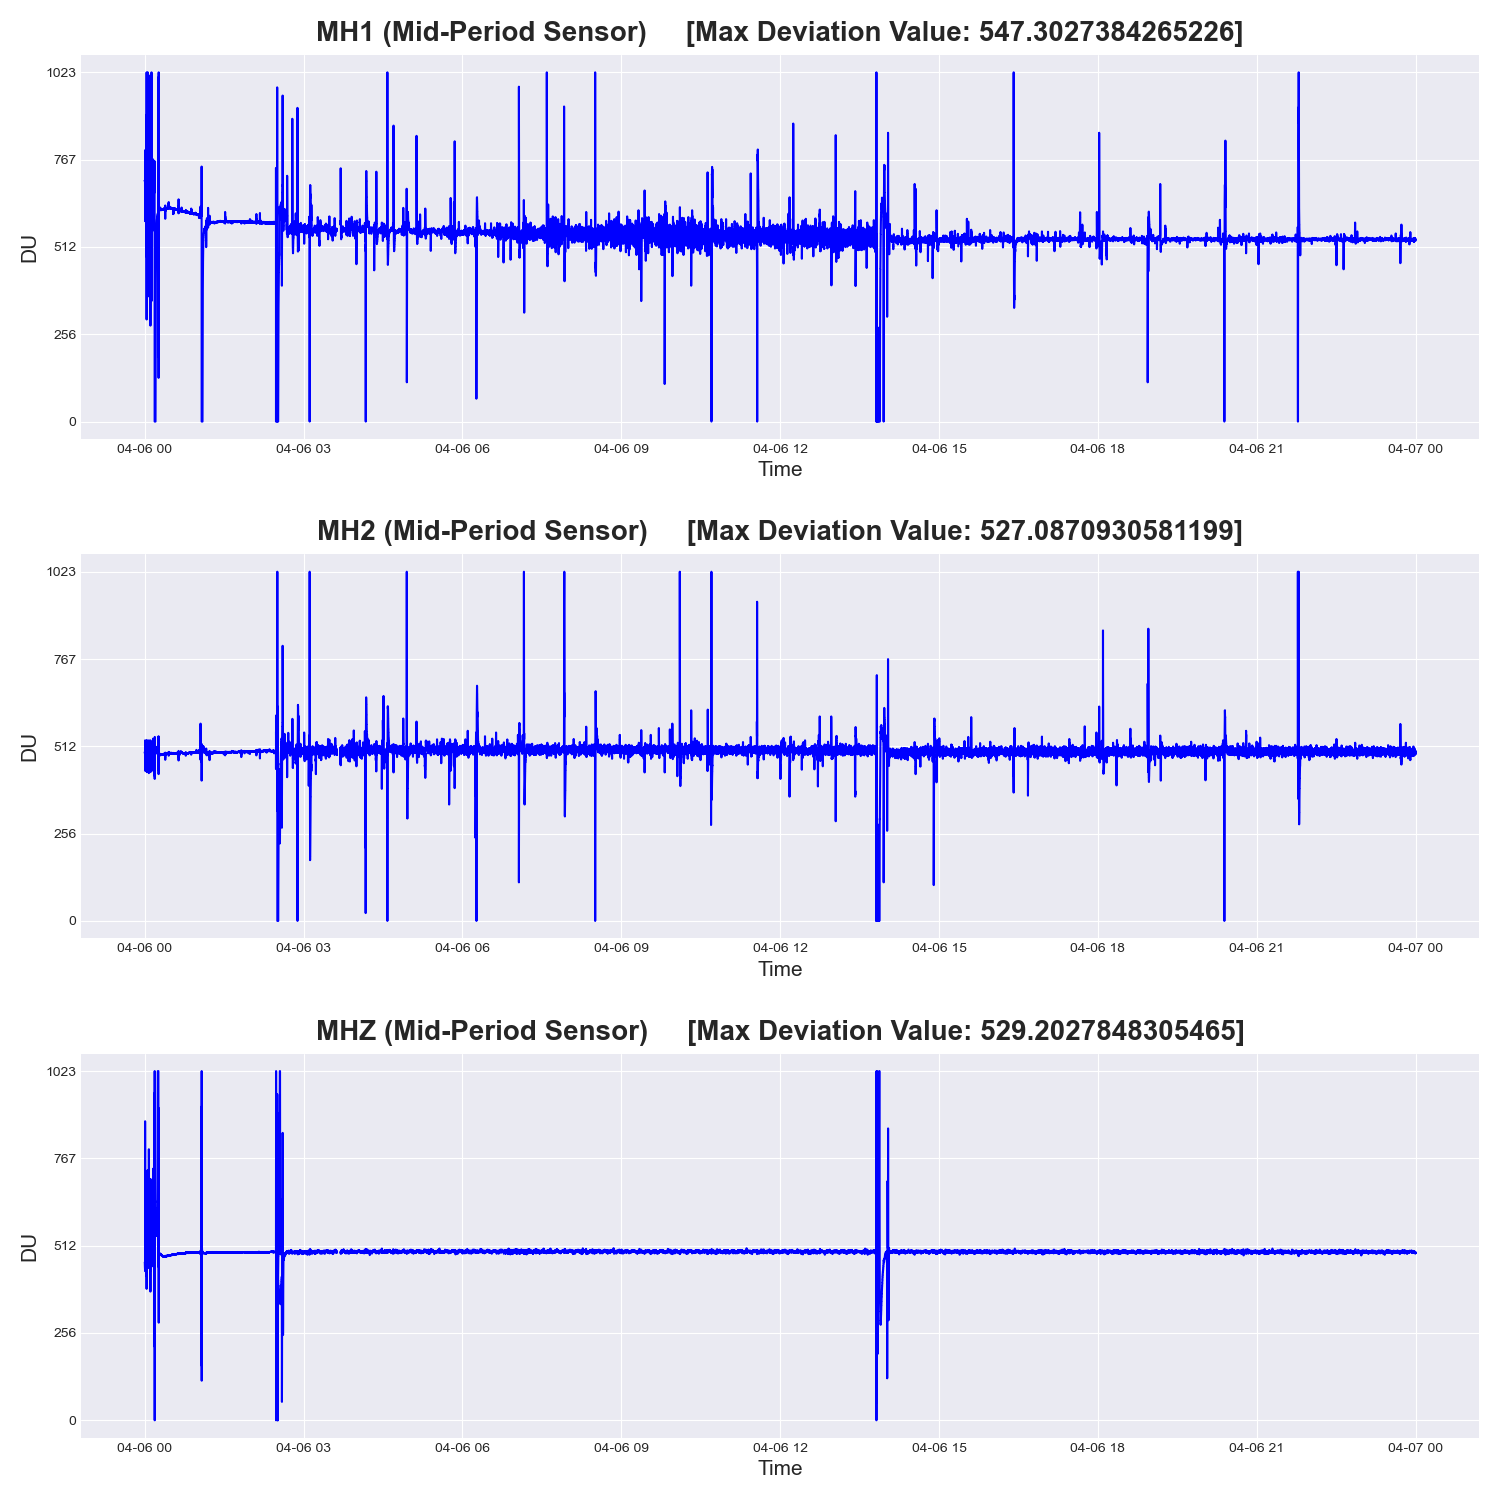 MH1 (Mid-Period Sensor) [Max Deviation Value: 547.3027384265226]
1023
767
512
256
0
DU
04-06 00 04-06 03 04-06 06 04-06 09 04-06 12 04-06 15 04-06 18 04-06 21 04-07 00
Time
MH2 (Mid-Period Sensor) [Max Deviation Value: 527.0870930581199]
1023
767
512
256
0
DU
04-06 00 04-06 03 04-06 06 04-06 09 04-06 12 04-06 15 04-06 18 04-06 21 04-07 00
Time
MHZ (Mid-Period Sensor) [Max Deviation Value: 529.2027848305465]
1023
767
512
256
0
DU
04-06 00 04-06 03 04-06 06 04-06 09 04-06 12 04-06 15 04-06 18 04-06 21 04-07 00
Time